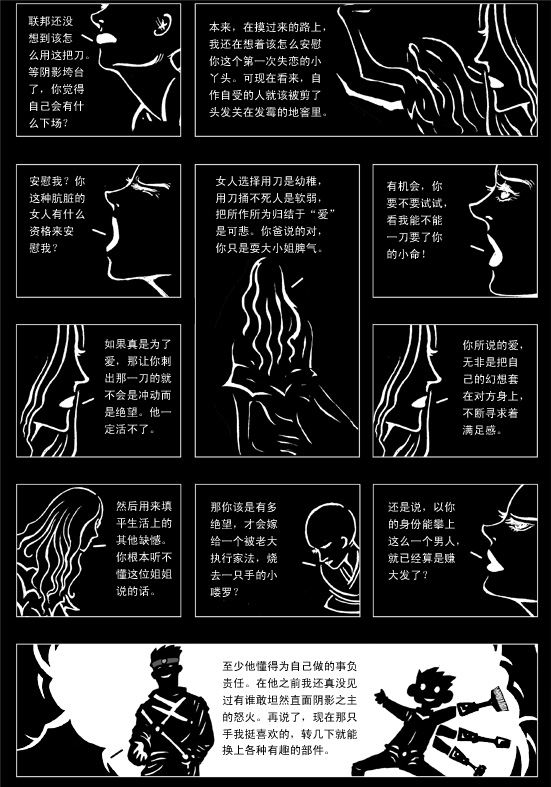 联邦还没
想到该怎
么用这把刀。
等阴影垮台
了，你觉得
自己会有什
么下场？
本来，在摸过来的路上，
我还在想着该怎么安慰
你这个第一次失恋的小
丫头。可现在看来，自
作自受的人就该被剪了
头发关在发霉的地窖里。
安慰我？你
这种肮脏的
女人有什么
资格来安
慰我？
女人选择用刀是幼稚，
用刀捅不死人是软弱，
把所作所为归结于“爱”
是可悲。你爸说的对，
你只是耍大小姐脾气。
有机会，你
要不要试试，
看我能不能
一刀要了你
的小命！
如果真是为了
爱，那让你刺
出那一刀的就
不会是冲动而
是绝望。他一
定活不了。
你所说的爱，
无非是把自
己的幻想套
在对方身上，
不断寻求着
满足感。
然后用来填
平生活上的
其他缺憾。
你根本听不
懂这位姐姐
说的话。
那你该是有多
绝望，才会嫁
给一个被老大
执行家法，烧
去一只手的小
喽罗？
还是说，以你
的身份能攀上
这么一个男人，
就已经算是赚
大发了？
至少他懂得为自己做的事负
责任。在他之前我还真没见
过有谁敢坦然直面阴影之主
的怒火。再说了，现在那只
手我挺喜欢的，转几下就能
换上各种有趣的部件。